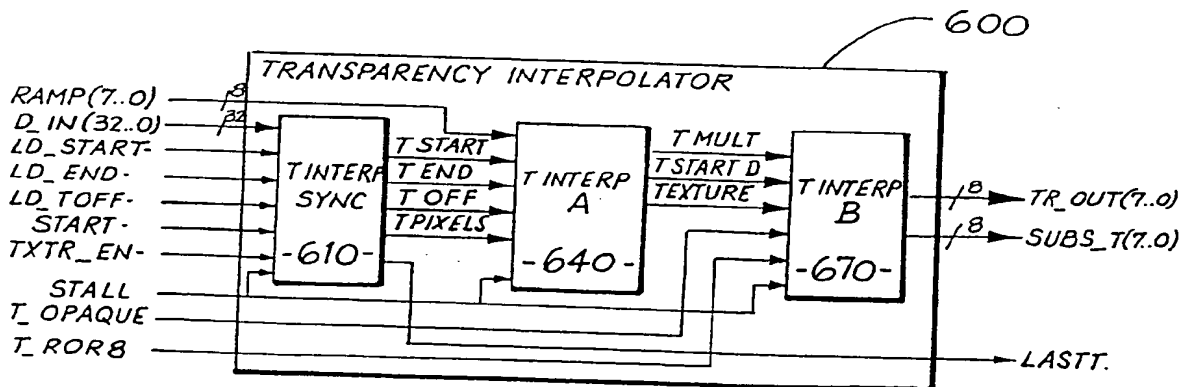 600
TRANSPARENCY INTERPOLATOR
RAMP(7..0)
8
D_IN(32..0)
32
LD_START-
LD_END-
LD_TOFF-
START-
TXTR_EN-
STALL
T_OPAQUE
T_ROR8
T INTERP
SYNC
-610-
T START
T END
T OFF
TPIXELS
T INTERP
A
-640-
T MULT
T START D
TEXTURE
T INTERP
B
-670-
8
TR_OUT(7..0)
8
SUBS_T(7..0)
LASTT.